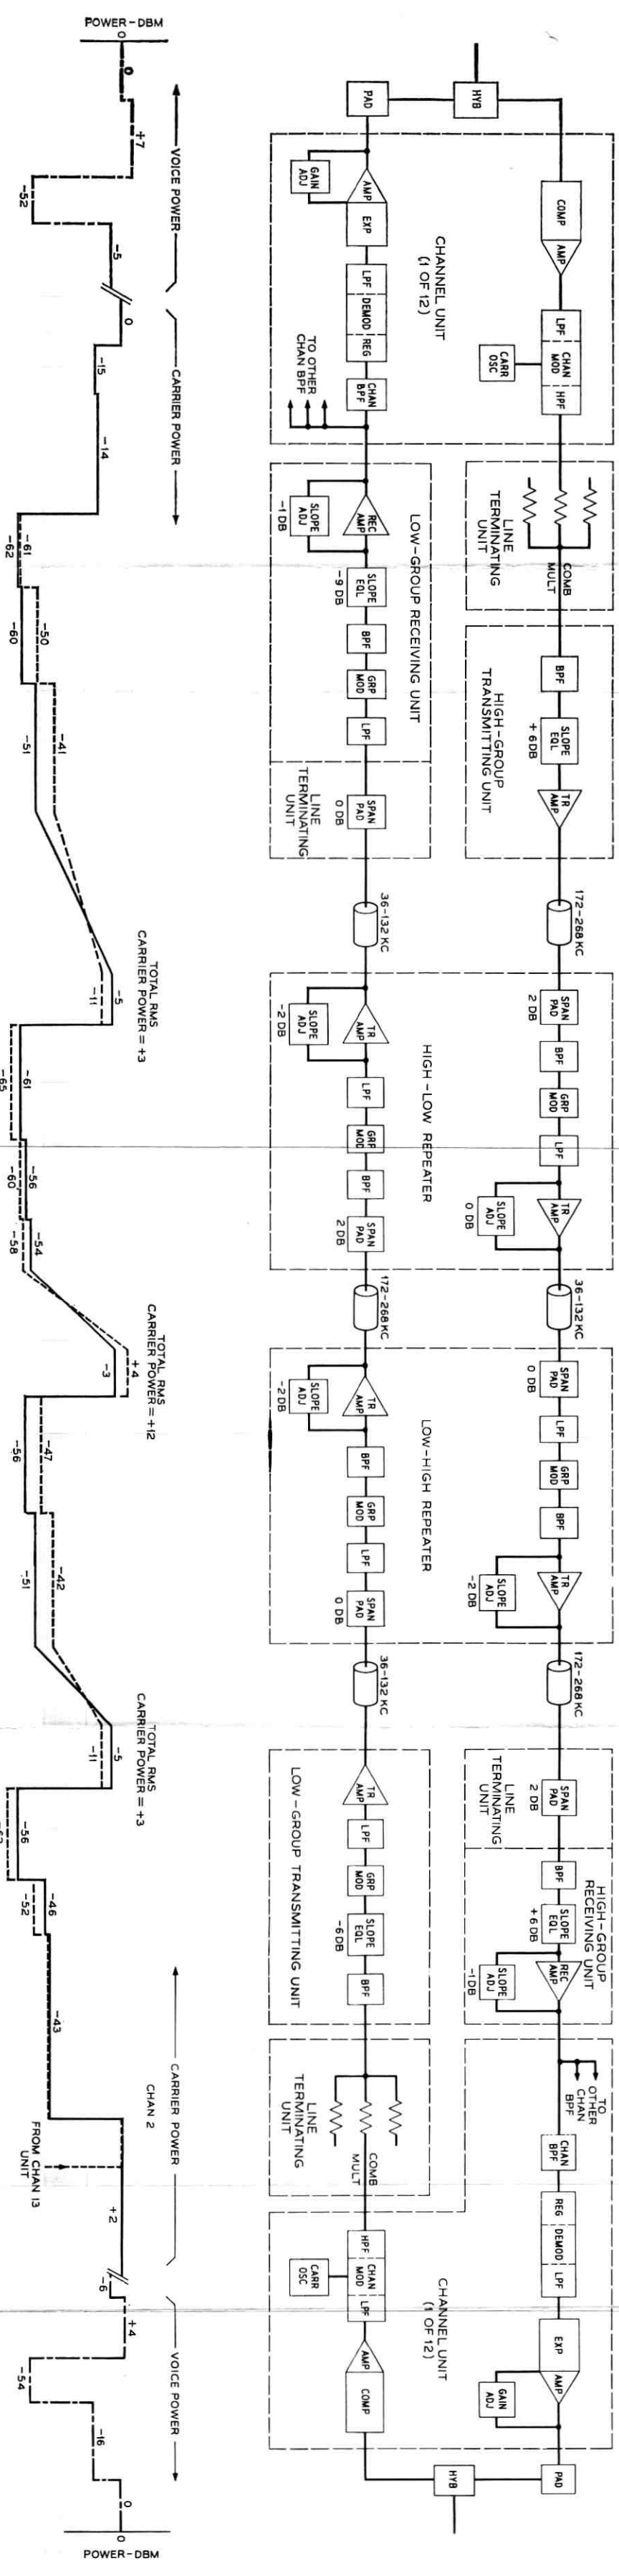 HYB
COMP
AMP
LPF
CHAN
MOD
HPF
CARR
OSC
CHANNEL UNIT
(1 OF 12)
PAD
AMP
EXP
GAIN
ADJ
LPF
DEMOD
REG
CHAN
BPF
TO OTHER
CHAN BPF
COMB
MULT
LINE
TERMINATING
UNIT
BPF
SLOPE
EQL
+6DB
TR
AMP
HIGH-GROUP
TRANSMITTING UNIT
LOW-GROUP RECEIVING UNIT
REC
AMP
SLOPE
ADJ
-1 DB
SLOPE
EQL
-9 DB
BPF
GRP
MOD
LPF
LINE
TERMINATING
UNIT
SPAN
PAD
0 DB
172-268 KC
36-132 KC
SPAN
PAD
2 DB
BPF
GRP
MOD
LPF
TR
AMP
SLOPE
ADJ
0 DB
HIGH-LOW REPEATER
TR
AMP
SLOPE
ADJ
-2 DB
LPF
GRP
MOD
BPF
SPAN
PAD
2 DB
36-132 KC
172-268 KC
SPAN
PAD
0 DB
LPF
GRP
MOD
BPF
TR
AMP
SLOPE
ADJ
-2 DB
LOW-HIGH REPEATER
TR
AMP
SLOPE
ADJ
-2 DB
BPF
GRP
MOD
LPF
SPAN
PAD
0 DB
172-268 KC
36-132 KC
SPAN
PAD
2 DB
LINE
TERMINATING
UNIT
BPF
SLOPE
EQL
+6DB
REC
AMP
SLOPE
ADJ
-1 DB
HIGH-GROUP
RECEIVING UNIT
TR
AMP
LPF
GRP
MOD
SLOPE
EQL
-6DB
BPF
LOW-GROUP TRANSMITTING UNIT
TO
OTHER
CHAN
BPF
CHAN
BPF
REG
DEMOD
LPF
EXP
AMP
GAIN
ADJ
PAD
COMB
MULT
LINE
TERMINATING
UNIT
HPF
CHAN
MOD
LPF
CARR
OSC
AMP
COMP
CHANNEL UNIT
(1 OF 12)
HYB
POWER-DBM
0
0
+7
-52
-5
VOICE POWER
0
-15
-14
CARRIER POWER
-61
-62
-50
-60
-41
-51
-5
-11
TOTAL RMS
CARRIER POWER = +3
-61
-65
-56
-60
-54
-58
+4
-3
TOTAL RMS
CARRIER POWER = +12
-47
-56
-42
-51
-5
-11
TOTAL RMS
CARRIER POWER = +3
-56
-46
-52
-43
CARRIER POWER
CHAN 2
FROM CHAN 13
UNIT
+2
-6
+4
-54
-16
VOICE POWER
0
0
POWER-DBM